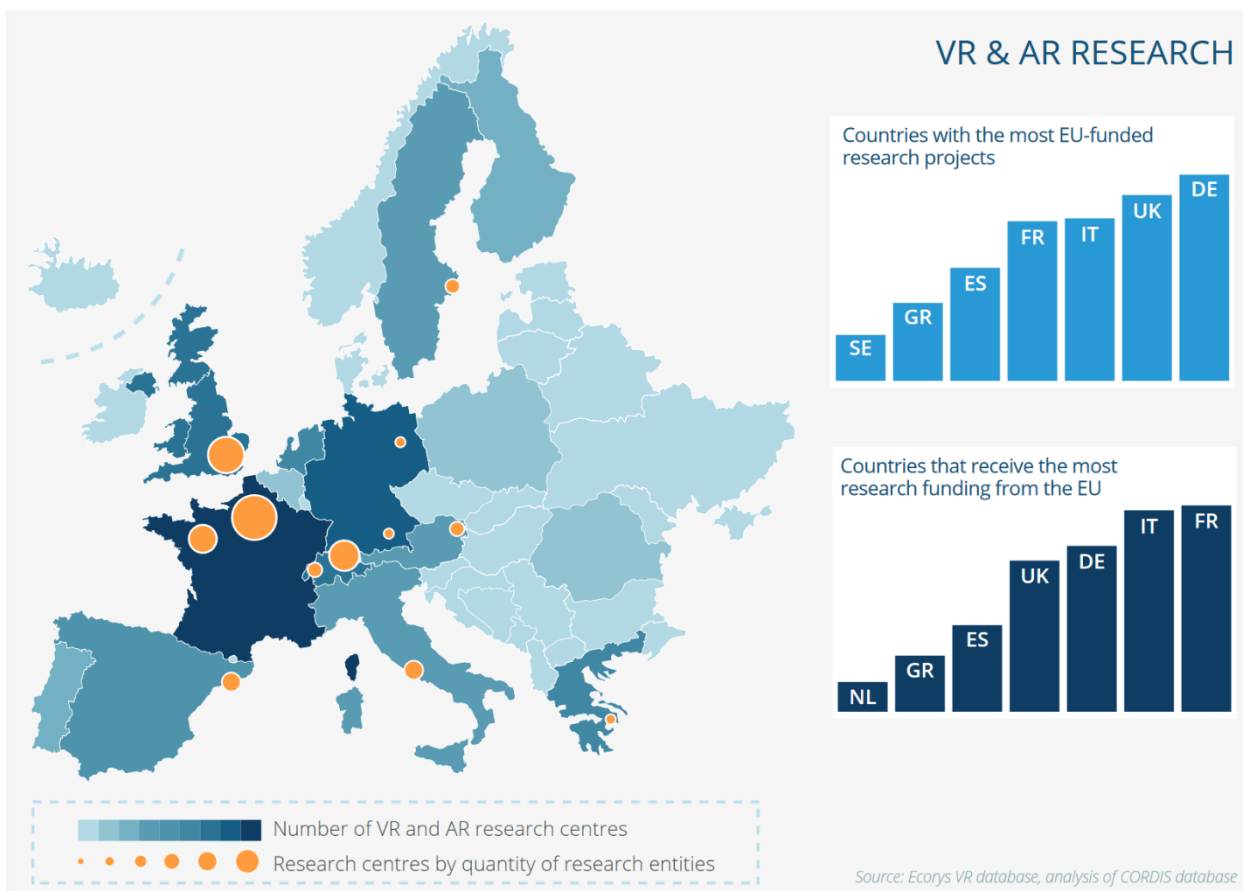 VR & AR RESEARCH
Countries with the most EU-funded
research projects
SE
GR
ES
FR
IT
UK
DE
Countries that receive the most
research funding from the EU
NL
GR
ES
UK
DE
IT
FR
Number of VR and AR research centres
Research centres by quantity of research entities
Source: Ecorys VR database, analysis of CORDIS database